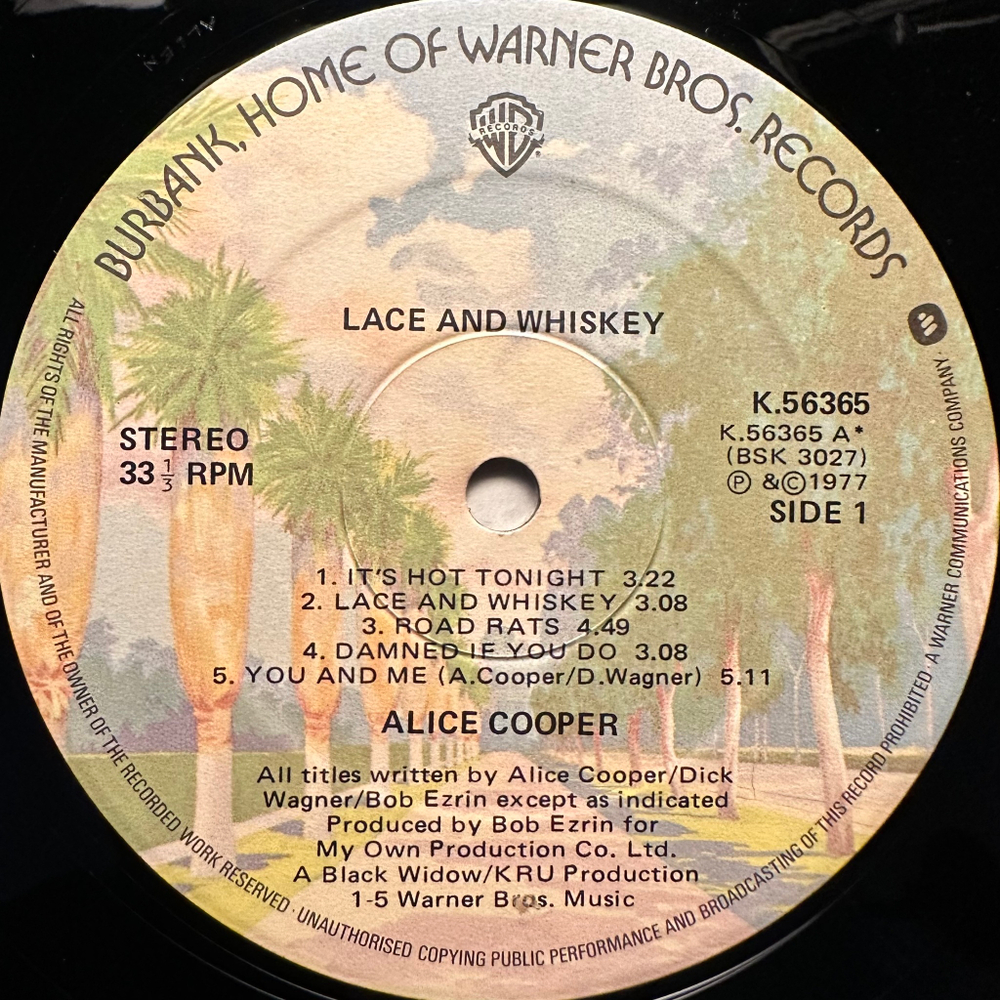 BURBANK, HOME OF WARNER BROS. RECORDS
W B
RECORDS
®
LACE AND WHISKEY
STEREO
33 1/3 RPM
K.56365
K.56365 A*
(BSK 3027)
Ⓟ &©1977
SIDE 1
1. IT'S HOT TONIGHT 3.22
2. LACE AND WHISKEY 3.08
3. ROAD RATS 4.49
4. DAMNED IF YOU DO 3.08
5. YOU AND ME (A.Cooper/D.Wagner) 5.11
ALICE COOPER
All titles written by Alice Cooper/Dick
Wagner/Bob Ezrin except as indicated
Produced by Bob Ezrin for
My Own Production Co. Ltd.
A Black Widow/KRU Production
1-5 Warner Bros. Music
ALL RIGHTS OF THE MANUFACTURER AND OF THE OWNER OF THE RECORDED WORK RESERVED · UNAUTHORISED COPYING PUBLIC PERFORMANCE AND BROADCASTING OF THIS RECORD PROHIBITED · A WARNER COMMUNICATIONS COMPANY ·